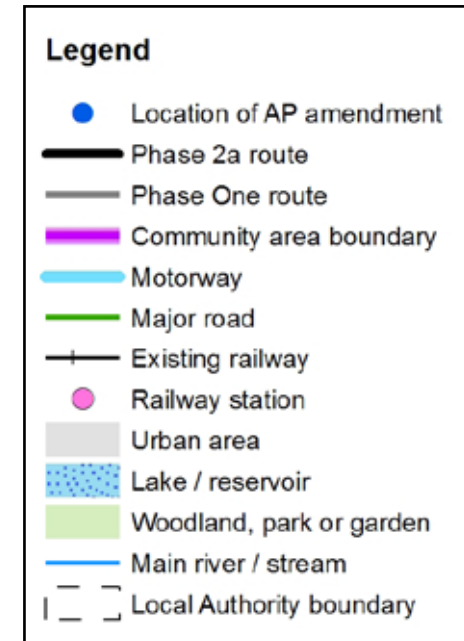 Legend
Location of AP amendment
Phase 2a route
Phase One route
Community area boundary
Motorway
Major road
Existing railway
Railway station
Urban area
Lake / reservoir
Woodland, park or garden
Main river / stream
Local Authority boundary